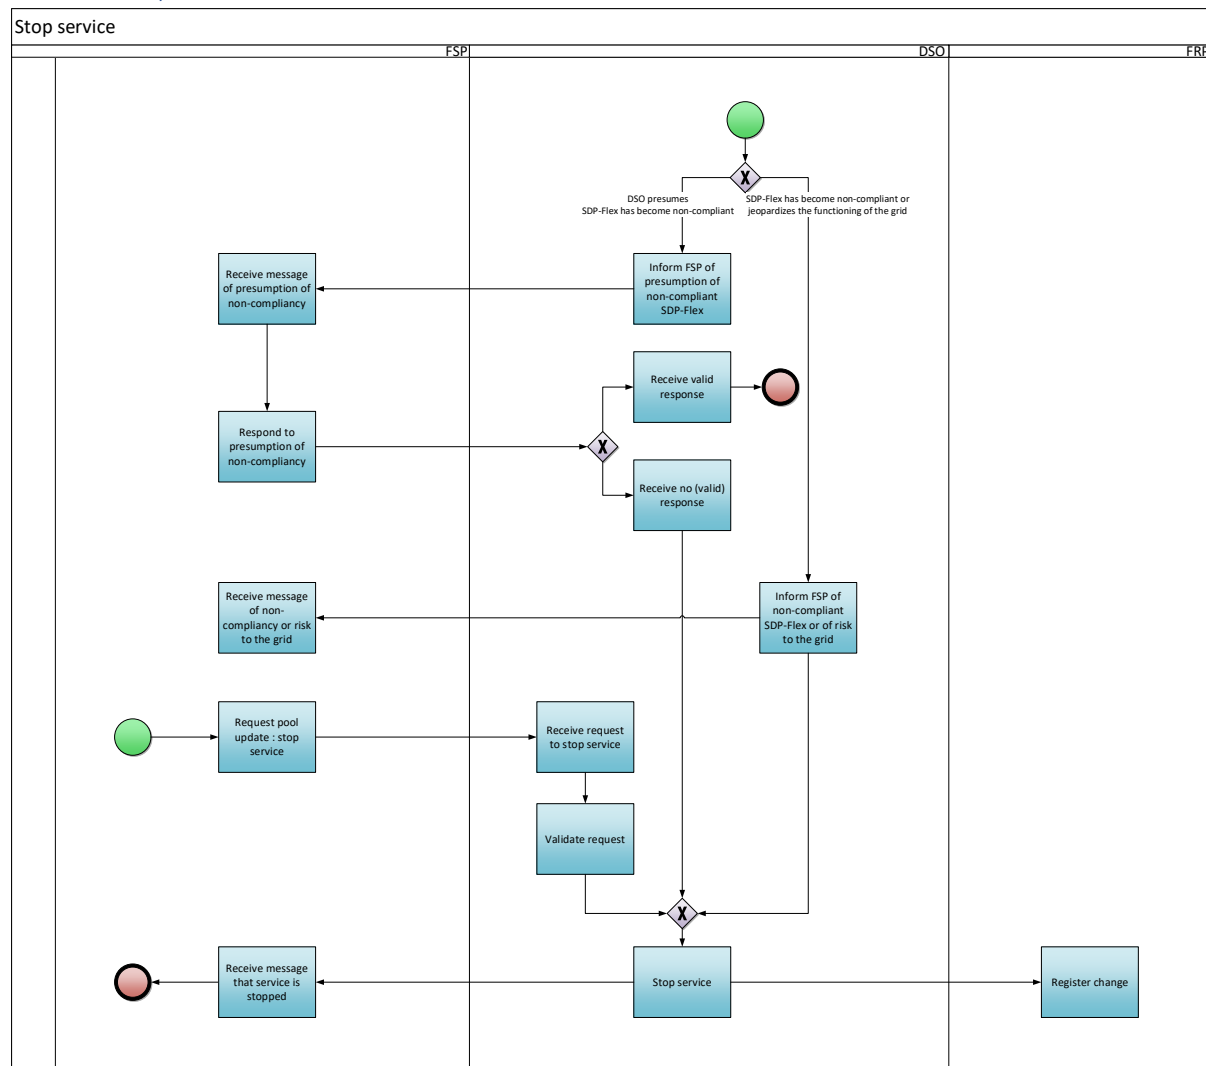 Stop service
FSP
DSO
X
DSO presumes
SDP-Flex has become non-compliant
SDP-Flex has become non-compliant or
jeopardizes the functioning of the grid
Receive message
of presumption of
non-compliancy
Inform FSP of
presumption of
non-compliant
SDP-Flex
Receive valid
response
Respond to
presumption of
non-compliancy
X
Receive no (valid)
response
Receive message
of non-
compliancy or risk
to the grid
Inform FSP of
non-compliant
SDP-Flex or of risk
to the grid
Request pool
update : stop
service
Receive request
to stop service
Validate request
X
Receive message
that service is
stopped
Stop service
Register change